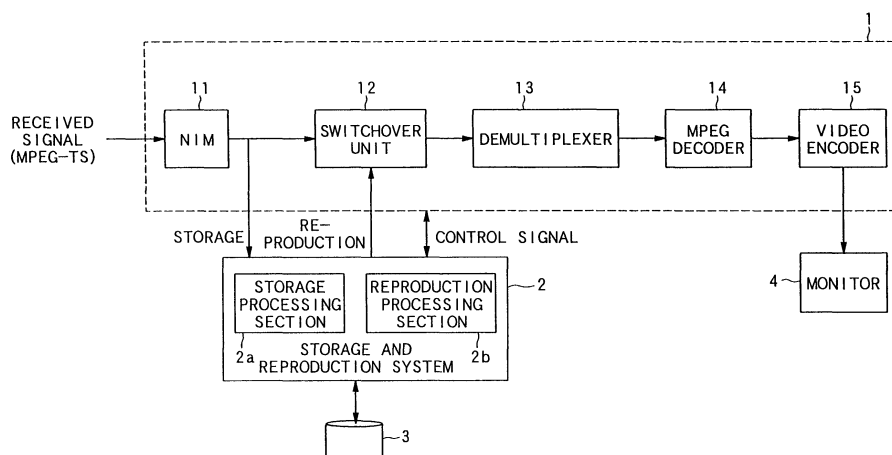 1
11
12
13
14
15
RECEIVED
SIGNAL
(MPEG-TS)
NIM
SWITCHOVER
UNIT
DEMULTIPLEXER
MPEG
DECODER
VIDEO
ENCODER
STORAGE
RE-
PRODUCTION
CONTROL SIGNAL
STORAGE
PROCESSING
SECTION
REPRODUCTION
PROCESSING
SECTION
2
4
MONITOR
2a
STORAGE AND
REPRODUCTION SYSTEM
2b
3